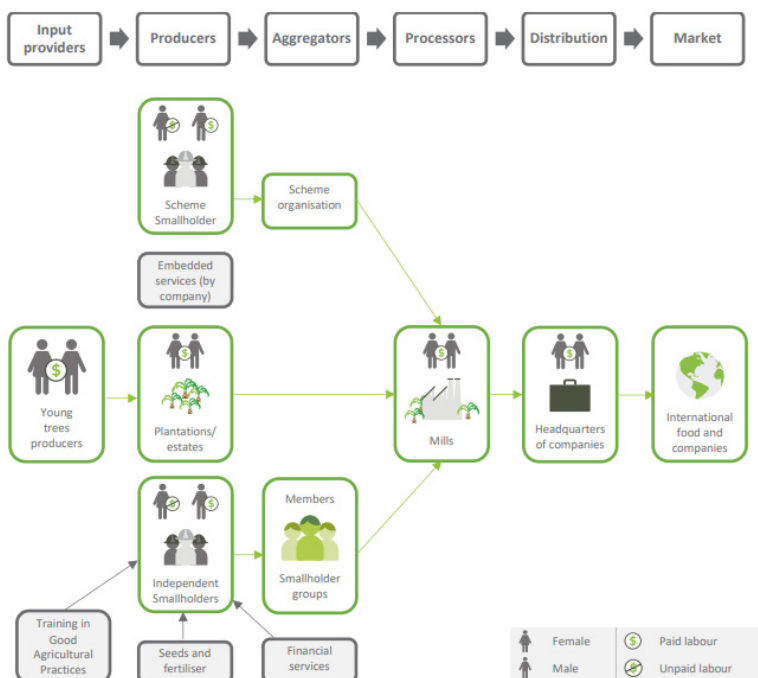 Input
providers
Producers
Aggregators
Processors
Distribution
Market
Scheme
Smallholder
Scheme
organisation
Embedded
services (by
company)
Young
trees
producers
Plantations/
estates
Mills
Headquarters
of companies
International
food and
companies
Independent
Smallholders
Members
Smallholder
groups
Training in
Good
Agricultural
Practices
Seeds and
fertiliser
Financial
services
Female
$ Paid labour
Male
$ Unpaid labour